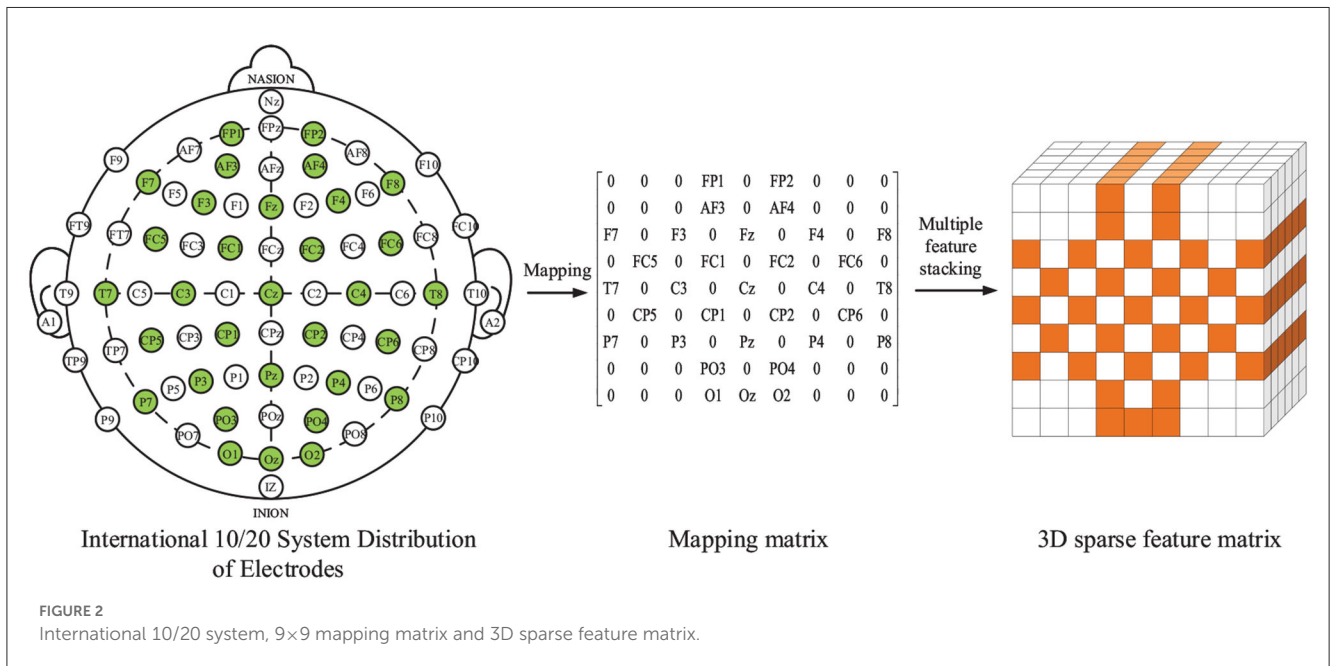 NASION
Nz
FP1 FPz FP2
AF7 AF8
F9 AF3 AFz AF4 F10
F7 F8
F5 F3 F1 Fz F2 F4 F6
FT9 FT7 FC5 FC3 FC1 FCz FC2 FC4 FC6 FC8 FC10
T9 T7 C5 C3 C1 Cz C2 C4 C6 T8 T10
A1 A2
TP9 TP7 CP5 CP3 CP1 CPz CP2 CP4 CP6 CP8 CP10
P7 P5 P3 P1 Pz P2 P4 P6 P8
P9 PO7 PO3 POz PO4 PO8 P10
O1 Oz O2
IZ
INION
International 10/20 System Distribution
of Electrodes
Mapping
0 0 0 FP1 0 FP2 0 0 0
0 0 0 AF3 0 AF4 0 0 0
F7 0 F3 0 Fz 0 F4 0 F8
0 FC5 0 FC1 0 FC2 0 FC6 0
T7 0 C3 0 Cz 0 C4 0 T8
0 CP5 0 CP1 0 CP2 0 CP6 0
P7 0 P3 0 Pz 0 P4 0 P8
0 0 0 PO3 0 PO4 0 0 0
0 0 0 O1 Oz O2 0 0 0
Mapping matrix
Multiple
feature
stacking
3D sparse feature matrix
FIGURE 2
International 10/20 system, 9×9 mapping matrix and 3D sparse feature matrix.